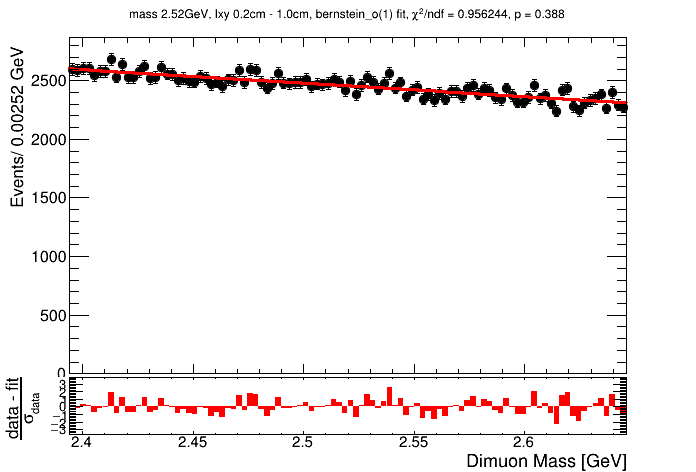 mass 2.52GeV, lxy 0.2cm - 1.0cm, bernstein_o(1) fit, χ²/ndf = 0.956244, p = 0.388
Events/ 0.00252 GeV
2500
2000
1500
1000
500
0
data - fit
σdata
3
2
1
0
−1
−2
−3
2.4 2.45 2.5 2.55 2.6
Dimuon Mass [GeV]